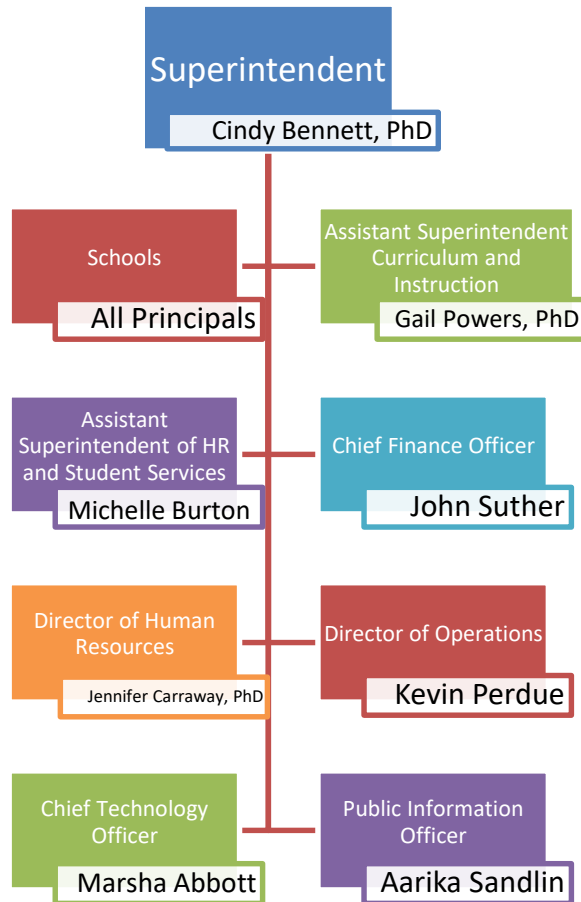 Superintendent
Cindy Bennett, PhD
Schools
All Principals
Assistant Superintendent
Curriculum and
Instruction
Gail Powers, PhD
Assistant
Superintendent of HR
and Student Services
Michelle Burton
Chief Finance Officer
John Suther
Director of Human
Resources
Jennifer Carraway, PhD
Director of Operations
Kevin Perdue
Chief Technology
Officer
Marsha Abbott
Public Information
Officer
Aarika Sandlin